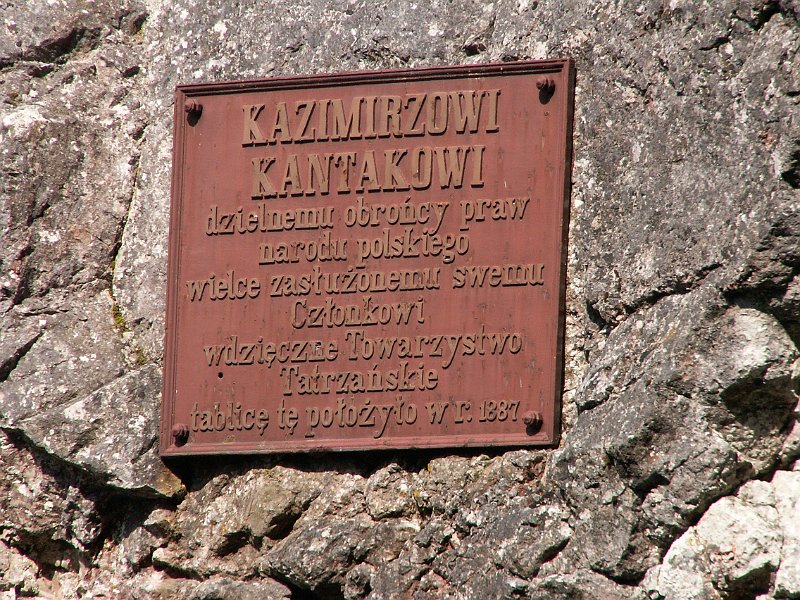 KAZIMIRZOWI
KANTAKOWI
dzielnemu obrońcy praw
narodu polskiego
wielce zasłużonemu swemu
Członkowi
wdzięczne Towarzystwo
Tatrzańskie
tablicę tę położyło w r. 1887